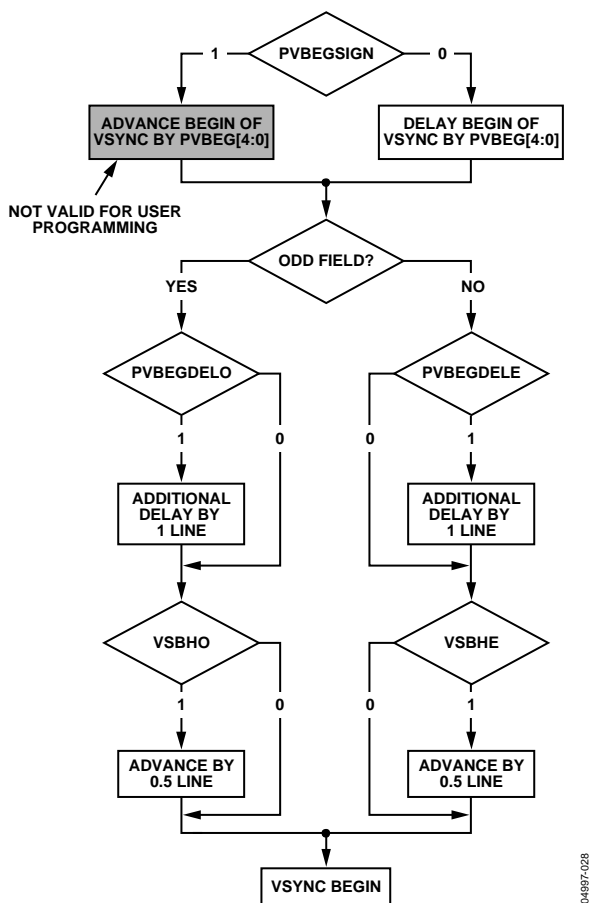 PVBEGSIGN
1
0
ADVANCE BEGIN OF
VSYNC BY PVBEG[4:0]
DELAY BEGIN OF
VSYNC BY PVBEG[4:0]
NOT VALID FOR USER
PROGRAMMING
ODD FIELD?
YES
NO
PVBEGDELO
PVBEGDELE
1
0
0
1
ADDITIONAL
DELAY BY
1 LINE
ADDITIONAL
DELAY BY
1 LINE
VSBHO
VSBHE
1
0
0
1
ADVANCE BY
0.5 LINE
ADVANCE BY
0.5 LINE
VSYNC BEGIN
04997-028